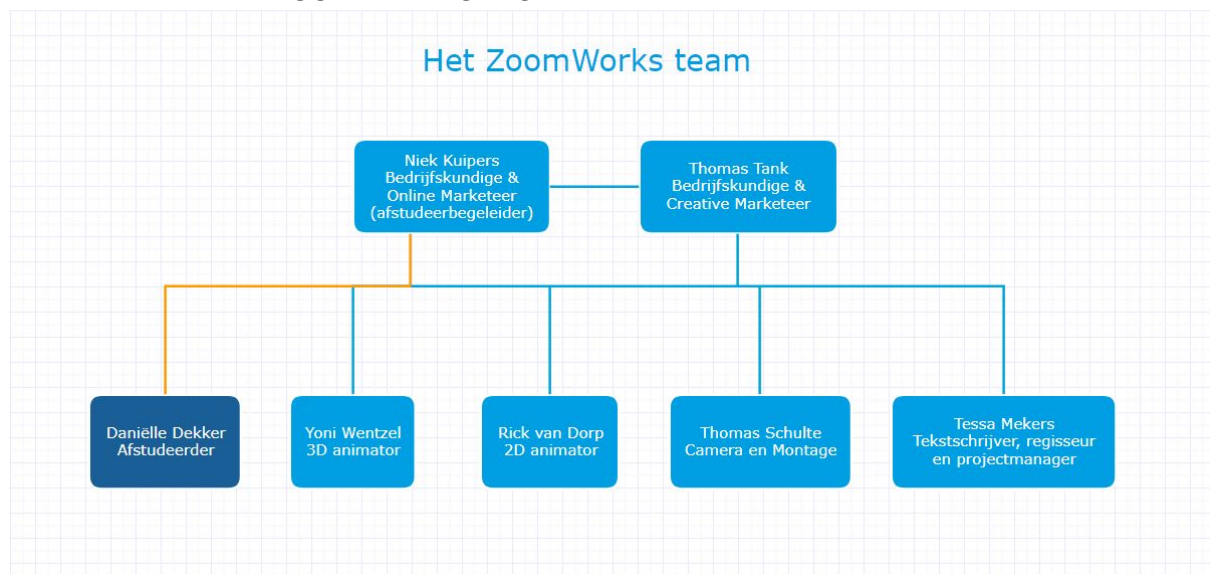 Het ZoomWorks team
Niek Kuipers
Bedrijfskundige &
Online Marketeer
(afstudeerbegeleider)
Thomas Tank
Bedrijfskundige &
Creative Marketeer
Daniëlle Dekker
Afstudeerder
Yoni Wentzel
3D animator
Rick van Dorp
2D animator
Thomas Schulte
Camera en Montage
Tessa Mekers
Tekstschrijver, regisseur
en projectmanager